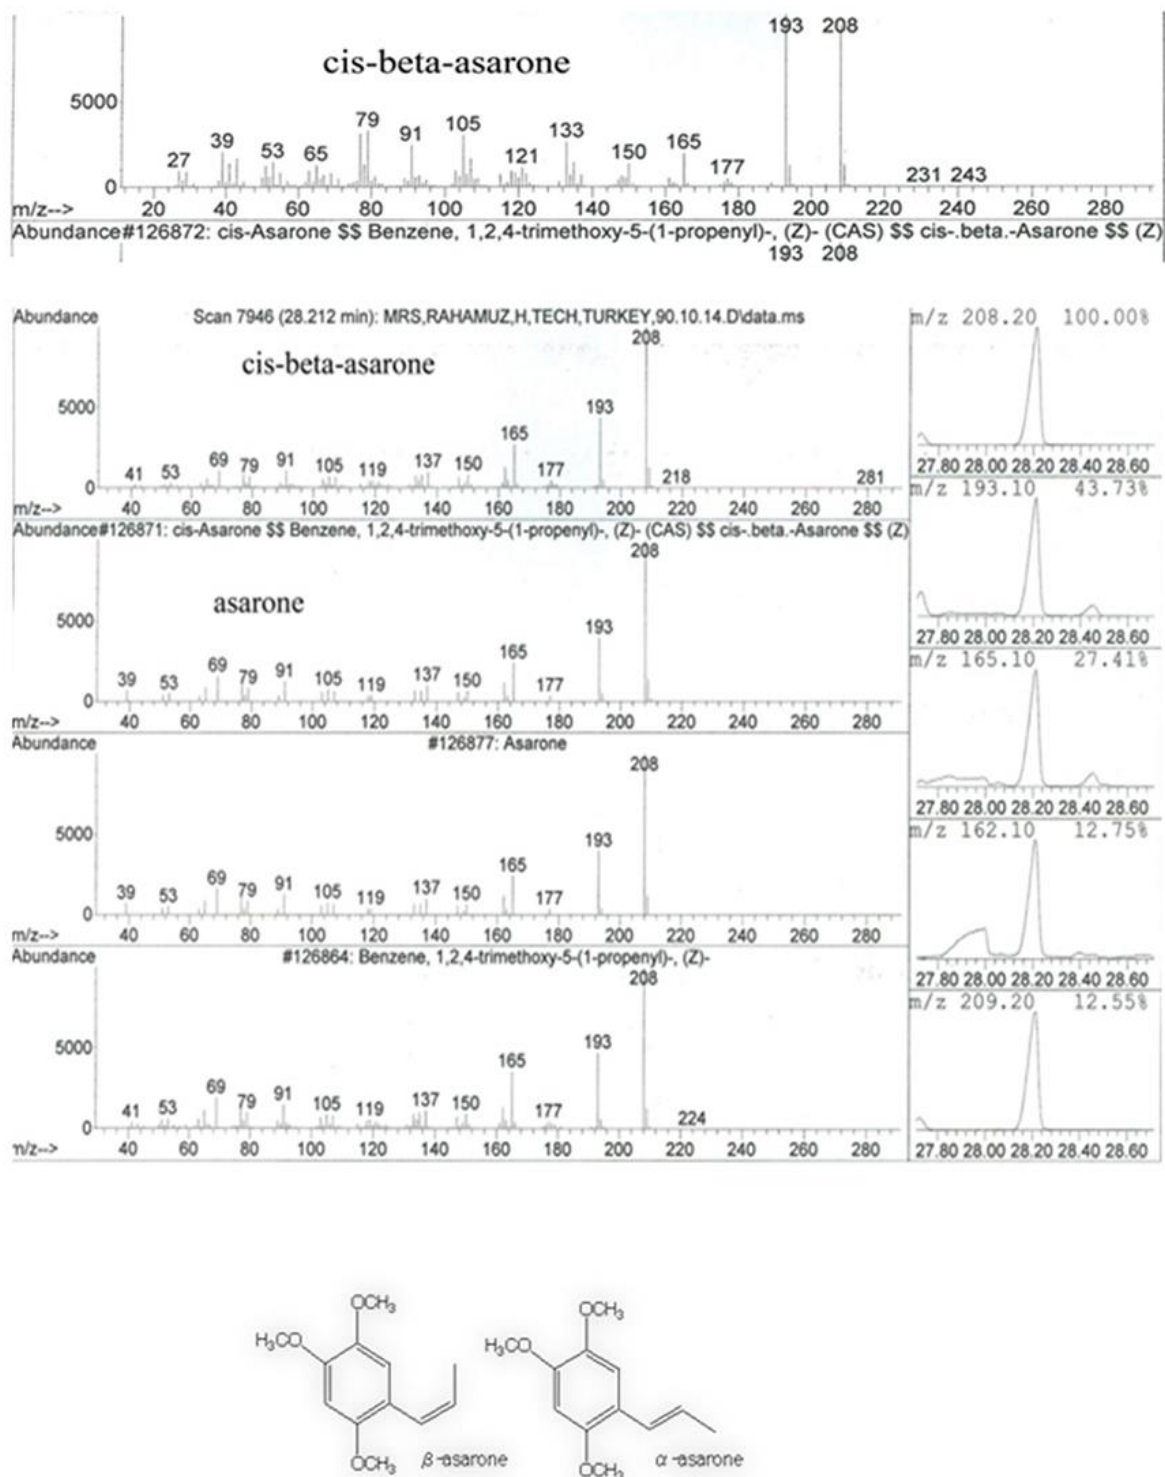 193 208
cis-beta-asarone
5000
27 39 53 65 79 91 105 121 133 150 165 177 231 243
0
m/z--> 20 40 60 80 100 120 140 160 180 200 220 240 260 280
Abundance#126872: cis-Asarone $$ Benzene, 1,2,4-trimethoxy-5-(1-propenyl)-, (Z)- (CAS) $$ cis-.beta.-Asarone $$ (Z)
193 208
Abundance Scan 7946 (28.212 min): MRS,RAHAMUZ,H,TECH,TURKEY,90.10.14.D\data.ms
208
cis-beta-asarone
5000
41 53 69 79 91 105 119 137 150 165 177 193 218 281
0
m/z--> 40 60 80 100 120 140 160 180 200 220 240 260 280
Abundance#126871: cis-Asarone $$ Benzene, 1,2,4-trimethoxy-5-(1-propenyl)-, (Z)- (CAS) $$ cis-.beta.-Asarone $$ (Z)
208
asarone
5000
39 53 69 79 91 105 119 137 150 165 177 193
0
m/z--> 40 60 80 100 120 140 160 180 200 220 240 260 280
Abundance #126877: Asarone
208
5000
39 53 69 79 91 105 119 137 150 165 177 193
0
m/z--> 40 60 80 100 120 140 160 180 200 220 240 260 280
Abundance #126864: Benzene, 1,2,4-trimethoxy-5-(1-propenyl)-, (Z)-
208
5000
41 53 69 79 91 105 119 137 150 165 177 193 224
0
m/z--> 40 60 80 100 120 140 160 180 200 220 240 260 280
m/z 208.20 100.00%
27.80 28.00 28.20 28.40 28.60
m/z 193.10 43.73%
27.80 28.00 28.20 28.40 28.60
m/z 165.10 27.41%
27.80 28.00 28.20 28.40 28.60
m/z 162.10 12.75%
27.80 28.00 28.20 28.40 28.60
m/z 209.20 12.55%
27.80 28.00 28.20 28.40 28.60
OCH₃
H₃CO
OCH₃
β-asarone
OCH₃
H₃CO
OCH₃
α-asarone